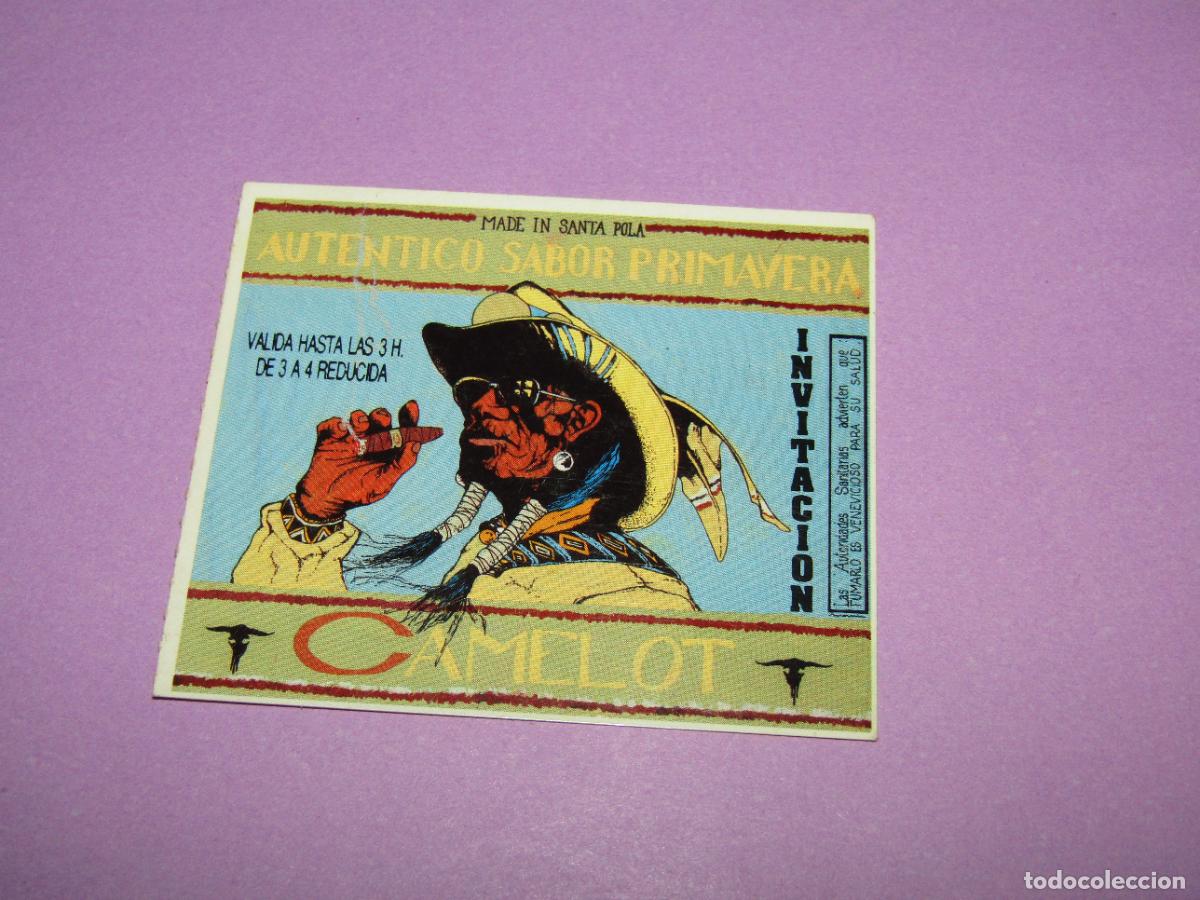 MADE IN SANTA POLA
AUTENTICO SABOR PRIMAVERA
VALIDA HASTA LAS 3 H.
DE 3 A 4 REDUCIDA
INVITACION
Las Autoridades Sanitarias advierten que
FUMARLO ES VENEVICIOSO PARA SU SALUD
CAMELOT
todocoleccion